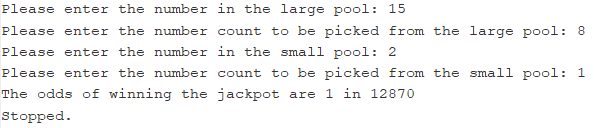 Please enter the number in the large pool: 15
Please enter the number count to be picked from the large pool: 8
Please enter the number in the small pool: 2
Please enter the number count to be picked from the small pool: 1
The odds of winning the jackpot are 1 in 12870
Stopped.